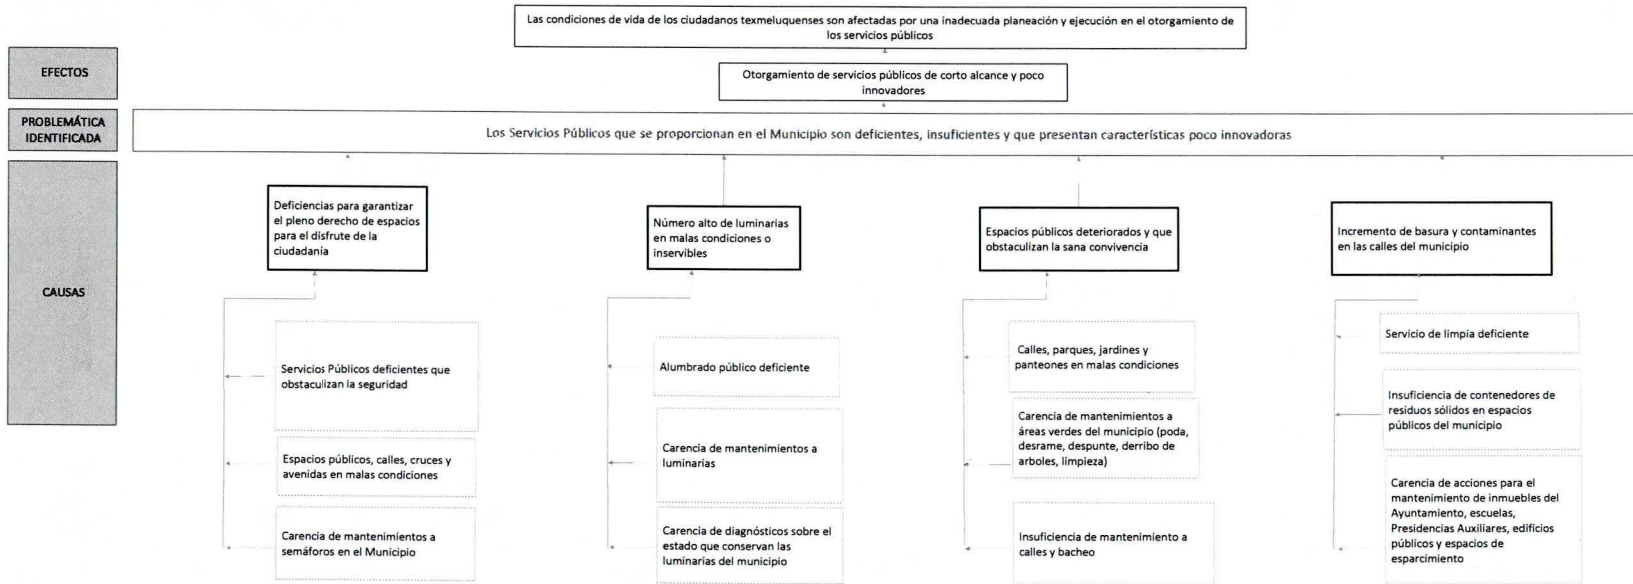 Las condiciones de vida de los ciudadanos texmeluquenses son afectadas por una inadecuada planeación y ejecución en el otorgamiento de
los servicios públicos
EFECTOS
Otorgamiento de servicios públicos de corto alcance y poco
innovadores
PROBLEMÁTICA
IDENTIFICADA
Los Servicios Públicos que se proporcionan en el Municipio son deficientes, insuficientes y que presentan características poco innovadoras
CAUSAS
Deficiencias para garantizar
el pleno derecho de espacios
para el disfrute de la
ciudadanía
Servicios Públicos deficientes que
obstaculizan la seguridad
Espacios públicos, calles, cruces y
avenidas en malas condiciones
Carencia de mantenimientos a
semáforos en el Municipio
Número alto de luminarias
en malas condiciones o
inservibles
Alumbrado público deficiente
Carencia de mantenimientos a
luminarias
Carencia de diagnósticos sobre el
estado que conservan las
luminarias del municipio
Espacios públicos deteriorados y que
obstaculizan la sana convivencia
Calles, parques, jardines y
panteones en malas condiciones
Carencia de mantenimientos a
áreas verdes del municipio (poda,
desrame, despunte, derribo de
arboles, limpieza)
Insuficiencia de mantenimiento a
calles y bacheo
Incremento de basura y contaminantes
en las calles del municipio
Servicio de limpia deficiente
Insuficiencia de contenedores de
residuos sólidos en espacios
públicos del municipio
Carencia de acciones para el
mantenimiento de inmuebles del
Ayuntamiento, escuelas,
Presidencias Auxiliares, edificios
públicos y espacios de
esparcimiento